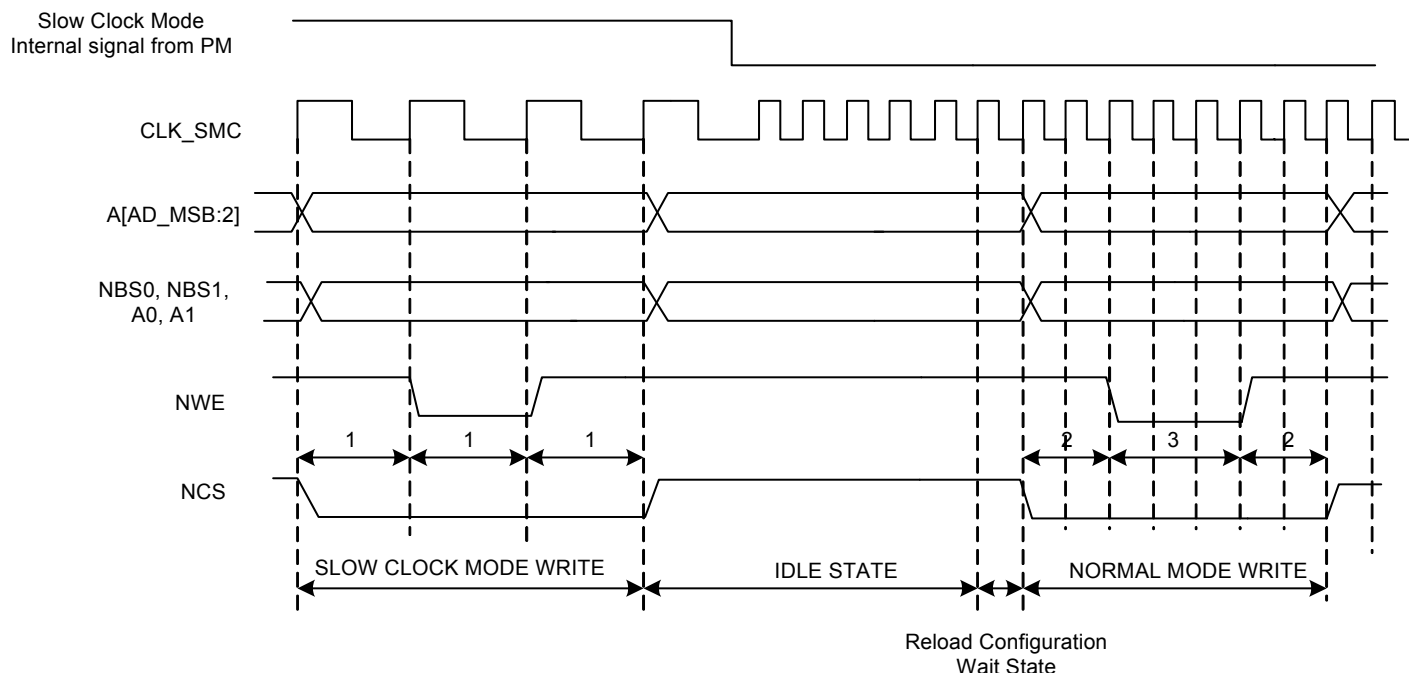 Slow Clock Mode
Internal signal from PM
CLK_SMC
A[AD_MSB:2]
NBS0, NBS1,
A0, A1
NWE
1 1 1 2 3 2
NCS
SLOW CLOCK MODE WRITE IDLE STATE NORMAL MODE WRITE
Reload Configuration
Wait State